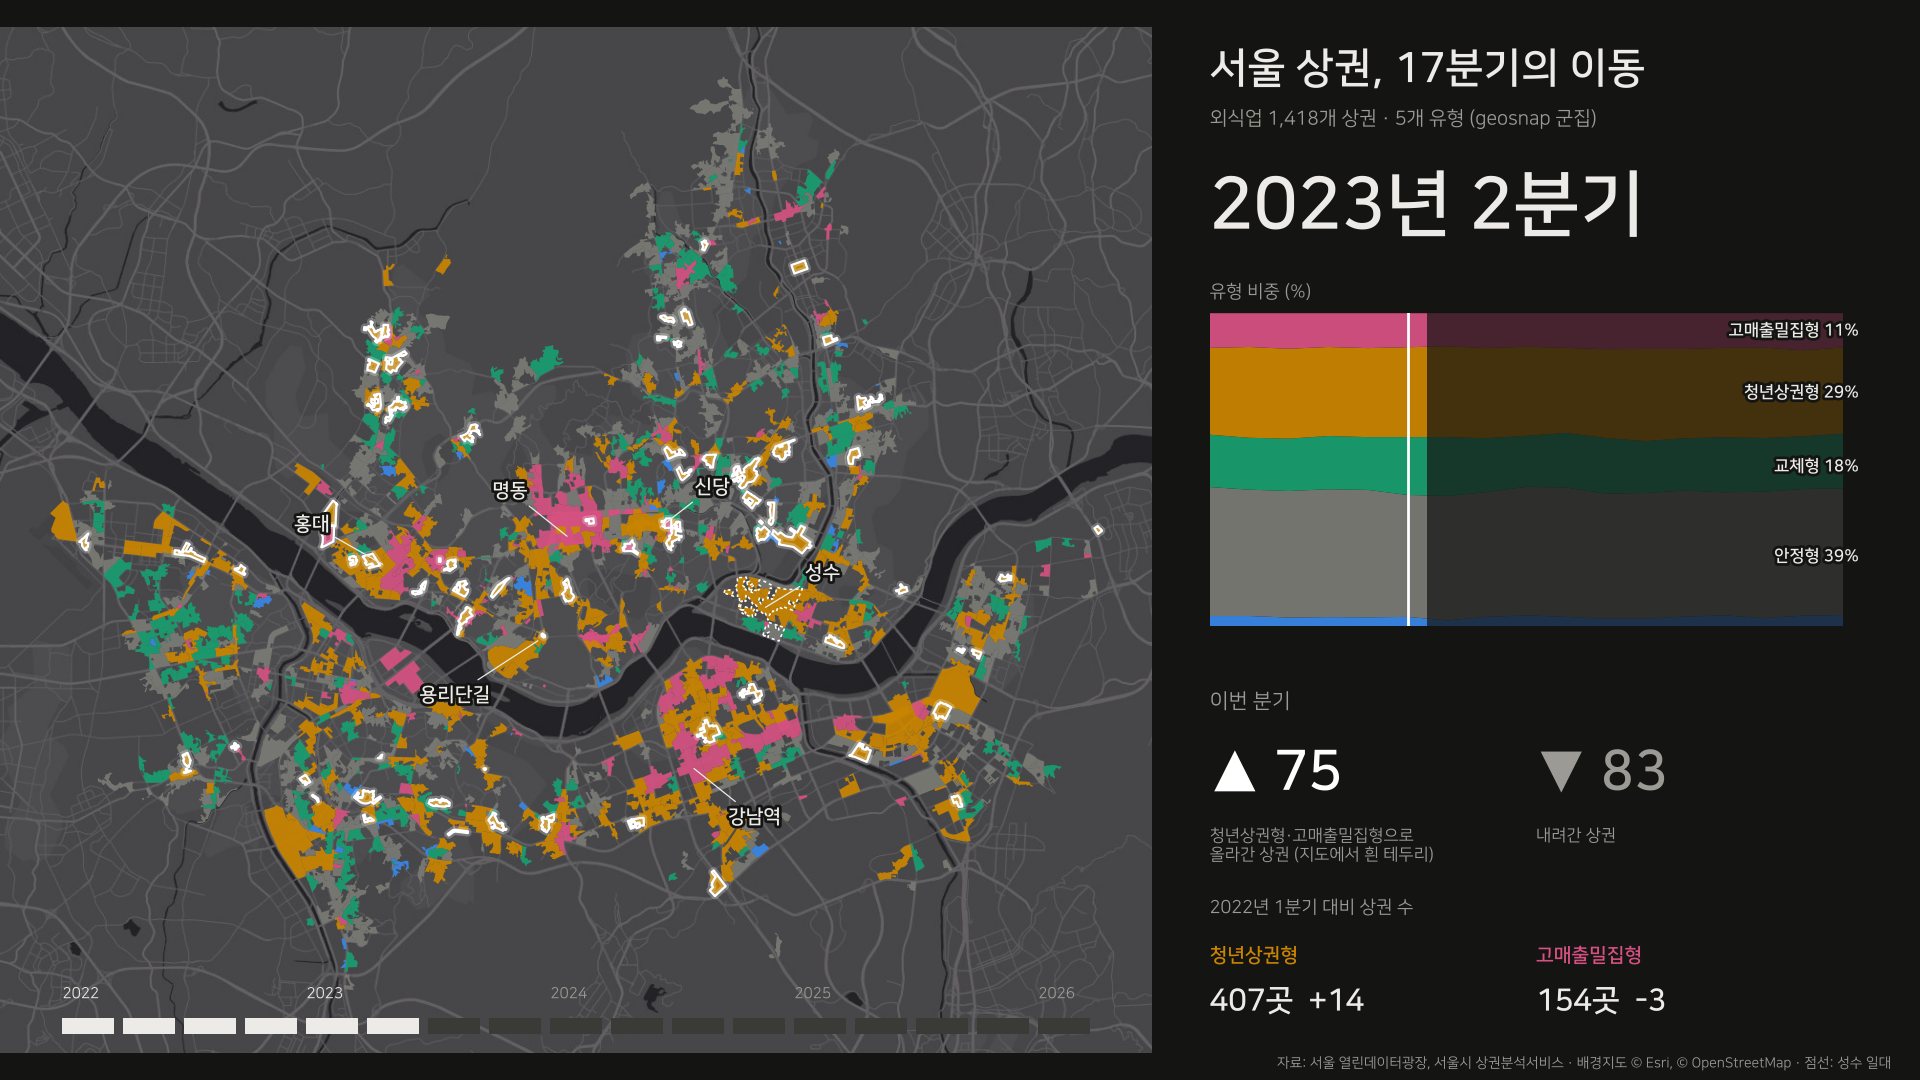 서울 상권, 17분기의 이동
외식업 1,418개 상권 · 5개 유형 (geosnap 군집)
2023년 2분기
유형 비중 (%)
고매출밀집형 11%
청년상권형 29%
교체형 18%
안정형 39%
이번 분기
▲ 75
▼ 83
청년상권형·고매출밀집형으로
올라간 상권 (지도에서 흰 테두리)
내려간 상권
2022년 1분기 대비 상권 수
청년상권형
고매출밀집형
407곳 +14
154곳 -3
명동
신당
홍대
성수
용리단길
강남역
2022
2023
2024
2025
2026
자료: 서울 열린데이터광장, 서울시 상권분석서비스 · 배경지도 © Esri, © OpenStreetMap · 점선: 성수 일대